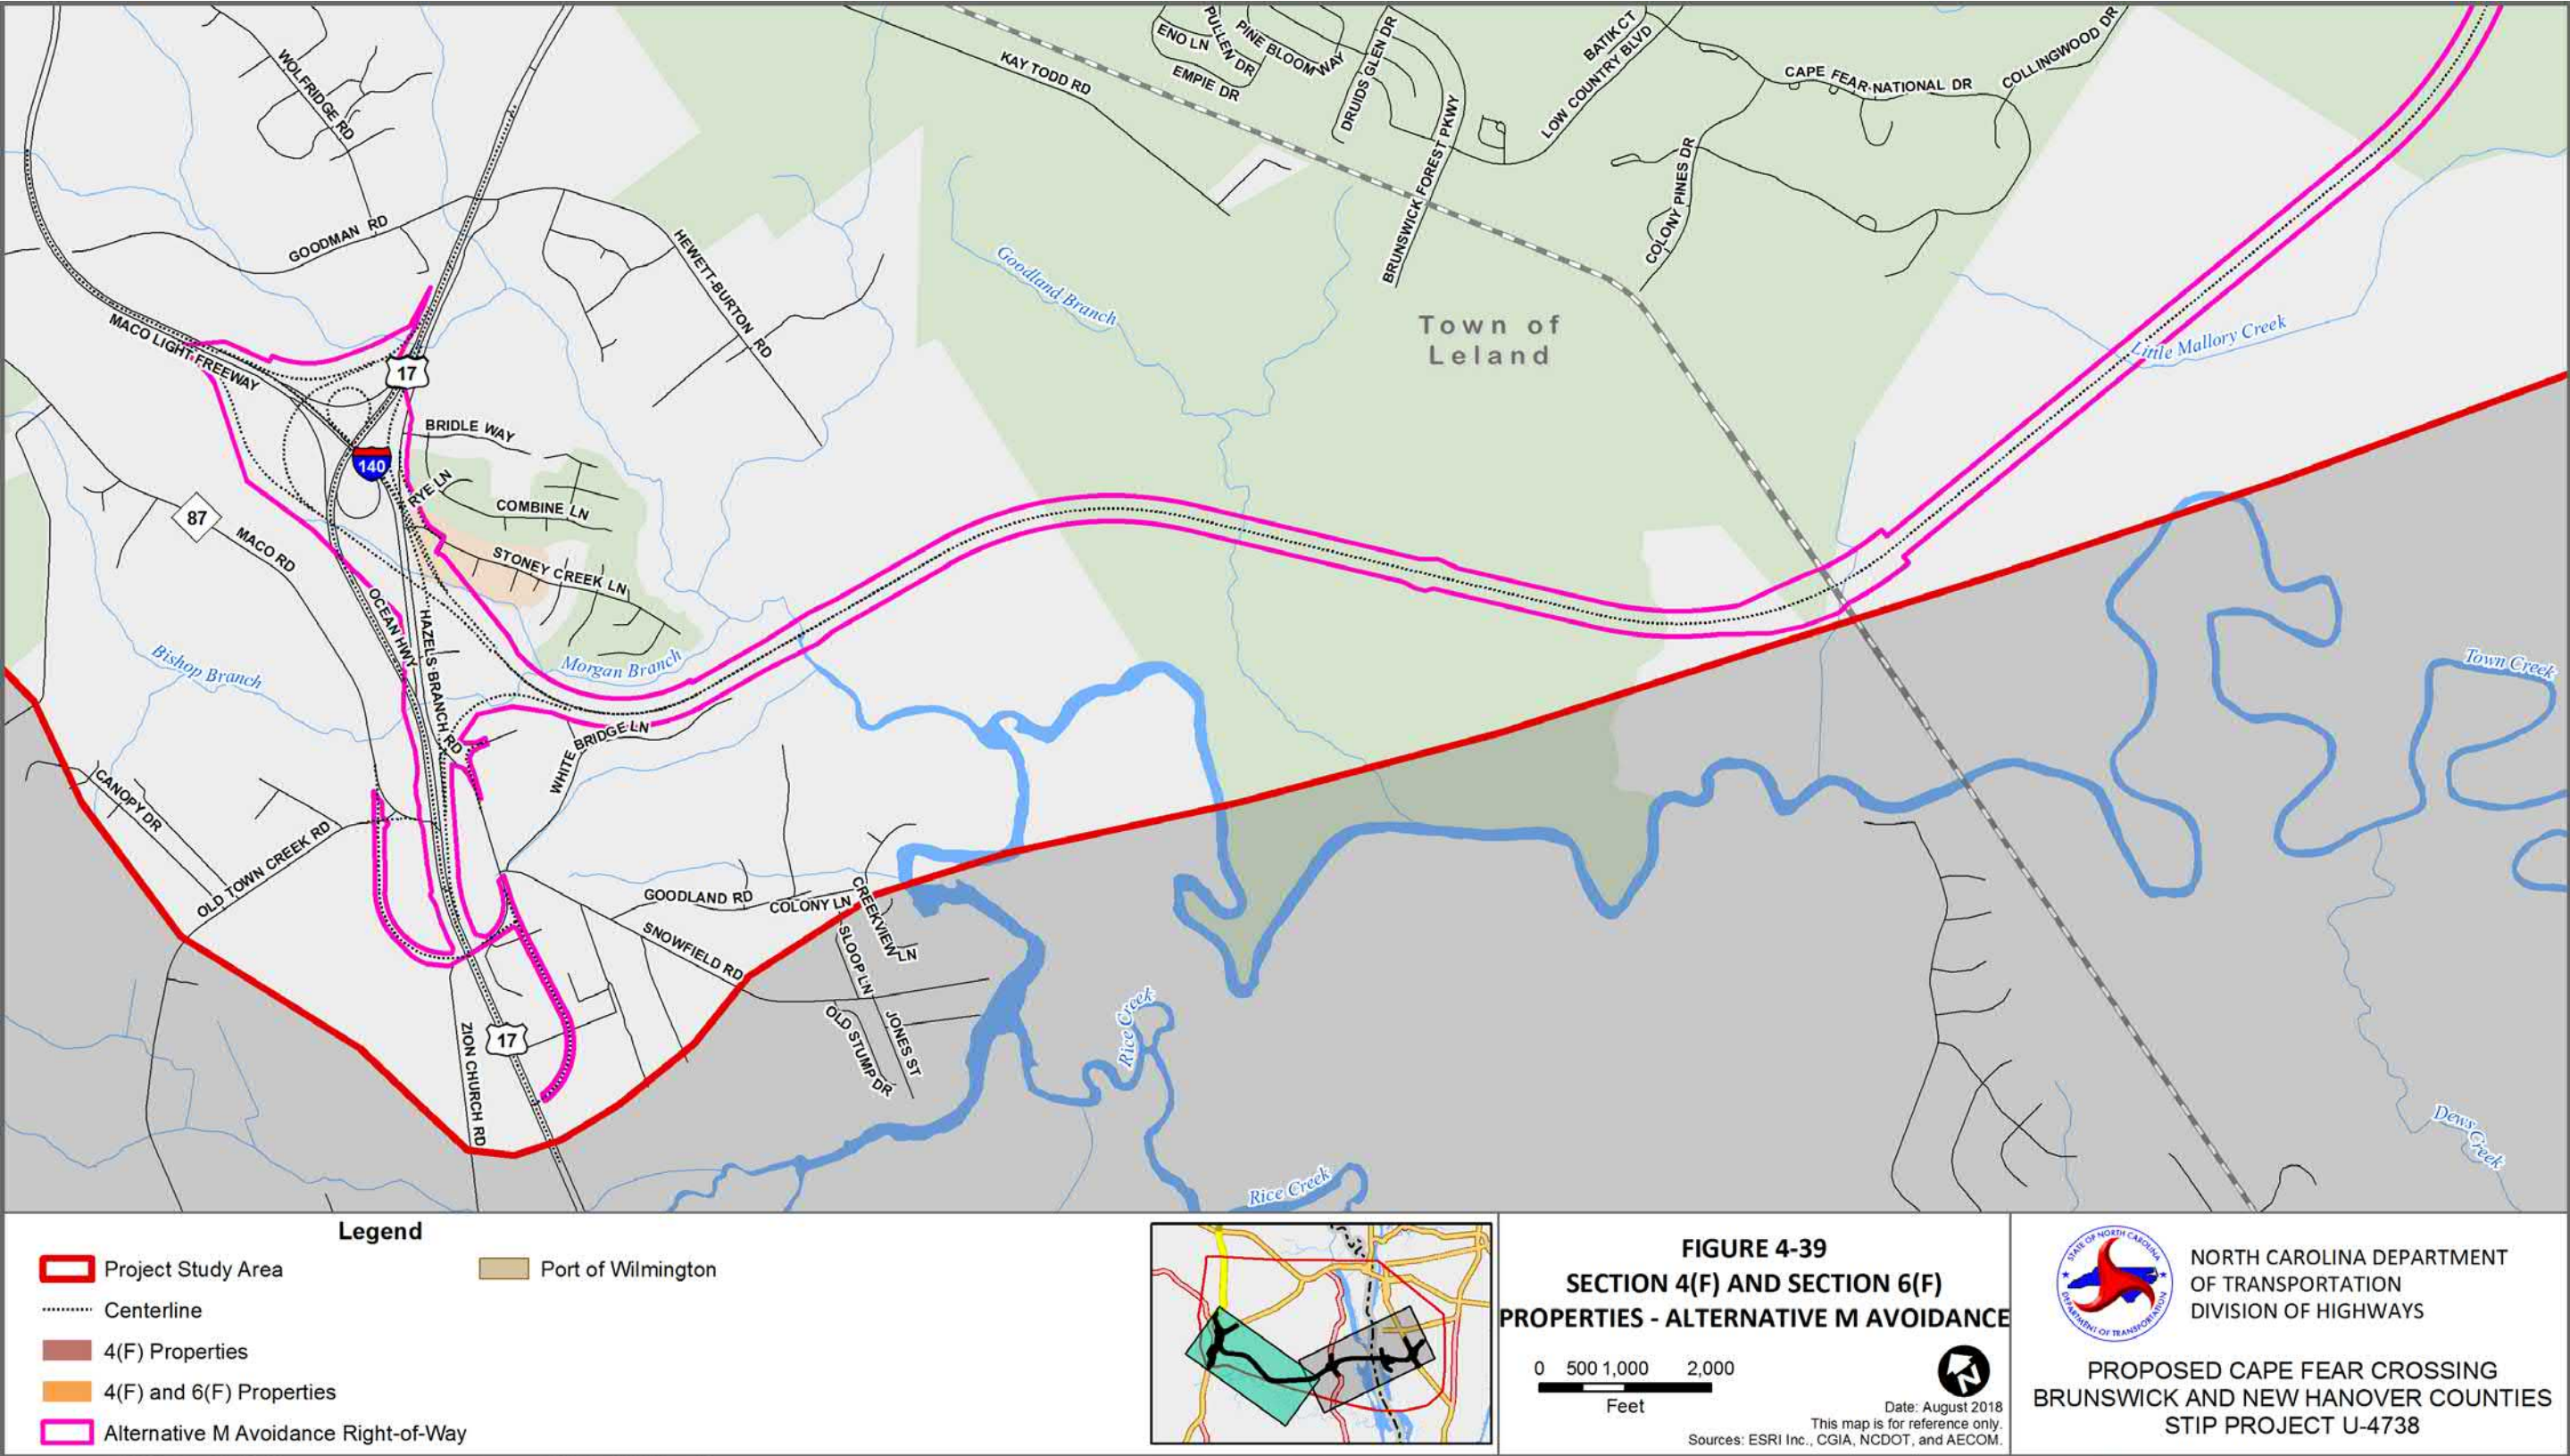 WOLFRIDGE RD
KAY TODD RD
ENO LN
PULLEN DR
PINE BLOOM WAY
EMPIE DR
DRUIDS GLEN DR
BRUNSWICK FOREST PKWY
BATIK CT
LOW COUNTRY BLVD
CAPE FEAR NATIONAL DR
COLLINGWOOD DR
COLONY PINES DR
GOODMAN RD
HEWETT-BURTON RD
Goodland Branch
Town of
Leland
Little Mallory Creek
MACO LIGHT FREEWAY
17
BRIDLE WAY
140
RYE LN
COMBINE LN
87
MACO RD
STONEY CREEK LN
OCEAN HWY
HAZELS BRANCH RD
Bishop Branch
Morgan Branch
WHITE BRIDGE LN
Town Creek
CANOPY DR
OLD TOWN CREEK RD
GOODLAND RD
COLONY LN
CREEKVIEW LN
SNOWFIELD RD
SLOOP LN
OLD STUMP DR
JONES ST
Rice Creek
ZION CHURCH RD
17
Rice Creek
Dews Creek
Legend
Project Study Area
Centerline
4(F) Properties
4(F) and 6(F) Properties
Alternative M Avoidance Right-of-Way
Port of Wilmington
FIGURE 4-39
SECTION 4(F) AND SECTION 6(F)
PROPERTIES - ALTERNATIVE M AVOIDANCE
0 500 1,000 2,000
Feet
N
Date: August 2018
This map is for reference only.
Sources: ESRI Inc., CGIA, NCDOT, and AECOM.
STATE OF NORTH CAROLINA
DEPARTMENT OF TRANSPORTATION
NORTH CAROLINA DEPARTMENT
OF TRANSPORTATION
DIVISION OF HIGHWAYS
PROPOSED CAPE FEAR CROSSING
BRUNSWICK AND NEW HANOVER COUNTIES
STIP PROJECT U-4738